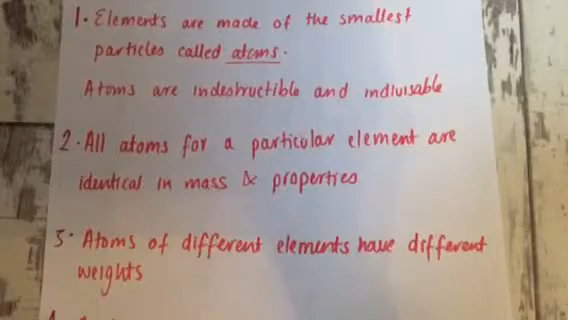 1. Elements are made of the smallest
particles called atoms.
Atoms are indestructible and indivisable
2. All atoms for a particular element are
identical in mass & properties
3. Atoms of different elements have different
weights